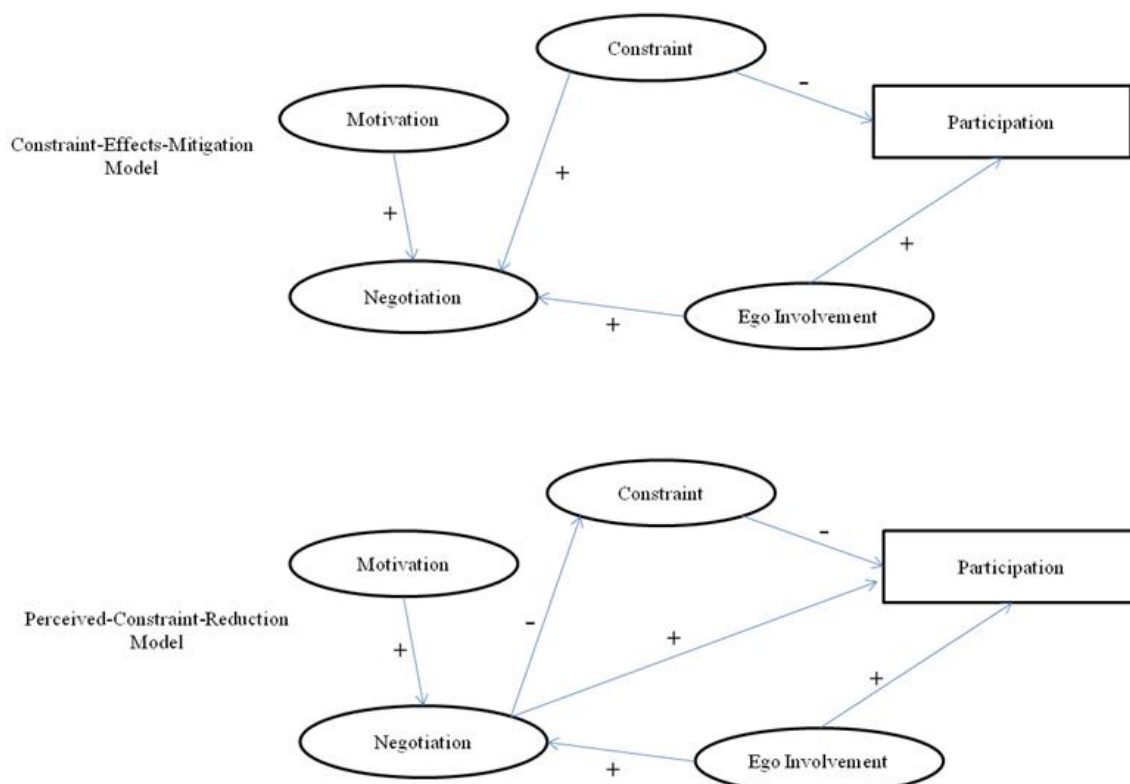 Constraint
-
Motivation
Participation
Constraint-Effects-Mitigation
Model
+
+
+
Negotiation
Ego Involvement
+
Constraint
-
Motivation
Participation
Perceived-Constraint-Reduction
Model
+
-
+
+
Negotiation
Ego Involvement
+